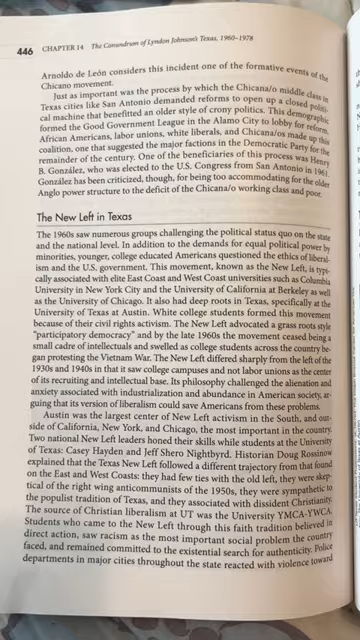 446 CHAPTER 14 The Conundrum of Lyndon Johnson's Texas, 1960–1978
Arnoldo de León considers this incident one of the formative events of the
Chicano movement.
Just as important was the process by which the Chicana/o middle class in
Texas cities like San Antonio demanded reforms to open up a closed politi-
cal machine that benefitted an older style of crony politics. This demographic
formed the Good Government League in the Alamo City to lobby for reform.
African Americans, labor unions, white liberals, and Chicana/os made up this
coalition, one that suggested the major factions in the Democratic Party for the
remainder of the century. One of the beneficiaries of this process was Henry
B. González, who was elected to the U.S. Congress from San Antonio in 1961.
González has been criticized, though, for being too accommodating for the older
Anglo power structure to the deficit of the Chicana/o working class and poor.
The New Left in Texas
The 1960s saw numerous groups challenging the political status quo on the state
and the national level. In addition to the demands for equal political power by
minorities, younger, college educated Americans questioned the ethics of liberal-
ism and the U.S. government. This movement, known as the New Left, is typi-
cally associated with elite East Coast and West Coast universities such as Columbia
University in New York City and the University of California at Berkeley as well
as the University of Chicago. It also had deep roots in Texas, specifically at the
University of Texas at Austin. White college students formed this movement
because of their civil rights activism. The New Left advocated a grass roots style
"participatory democracy" and by the late 1960s the movement ceased being a
small cadre of intellectuals and swelled as college students across the country be-
gan protesting the Vietnam War. The New Left differed sharply from the left of the
1930s and 1940s in that it saw college campuses and not labor unions as the center
of its recruiting and intellectual base. Its philosophy challenged the alienation and
anxiety associated with industrialization and abundance in American society, ar-
guing that its version of liberalism could save Americans from these problems.
Austin was the largest center of New Left activism in the South, and out-
side of California, New York, and Chicago, the most important in the country.
Two national New Left leaders honed their skills while students at the University
of Texas: Casey Hayden and Jeff Shero Nightbyrd. Historian Doug Rossinow
explained that the Texas New Left followed a different trajectory from that found
on the East and West Coasts: they had few ties with the old left, they were skep-
tical of the right wing anticommunists of the 1950s, they were sympathetic to
the populist tradition of Texas, and they associated with dissident Christianity.
The source of Christian liberalism at UT was the University YMCA-YWCA.
Students who came to the New Left through this faith tradition believed in
direct action, saw racism as the most important social problem the country
faced, and remained committed to the existential search for authenticity. Police
departments in major cities throughout the state reacted with violence toward